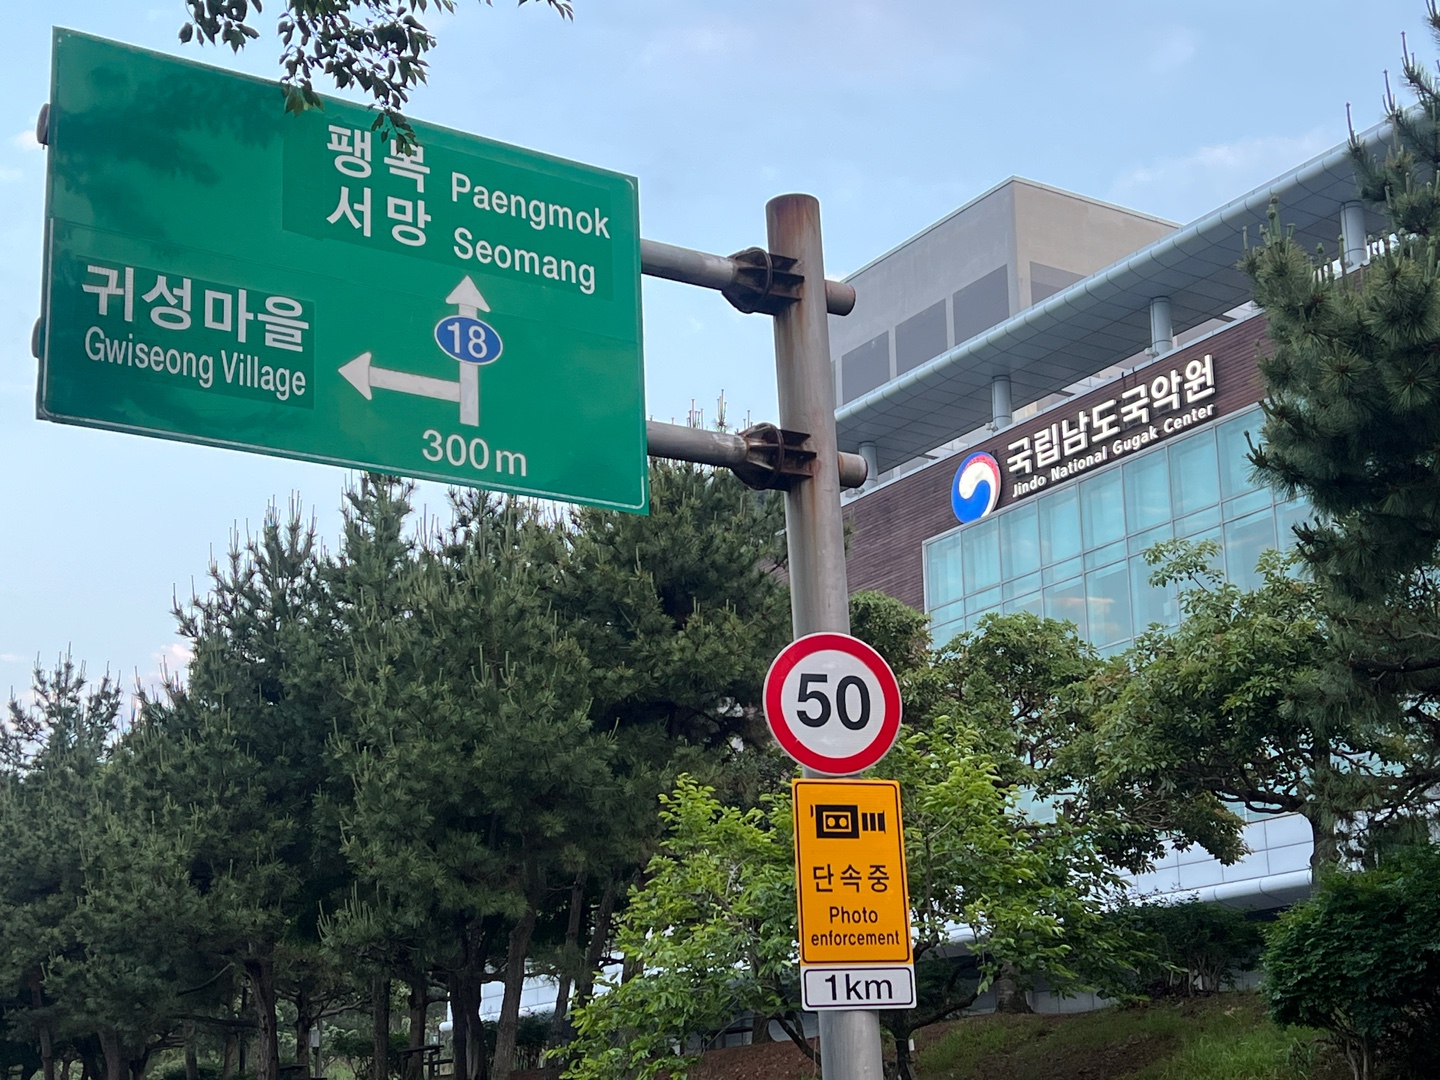 팽목 Paengmok
서망 Seomang
귀성마을
Gwiseong Village
18
300m
국립남도국악원
Jindo National Gugak Center
50
단속중
Photo
enforcement
1km